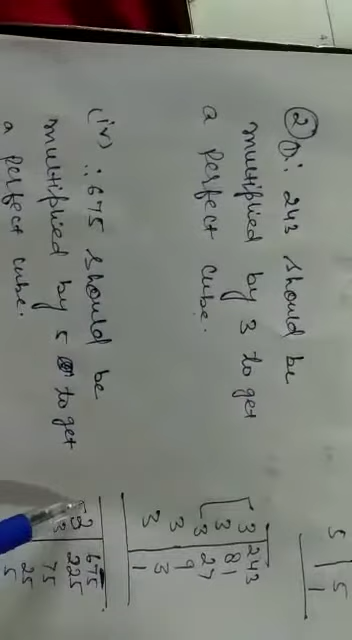 5 | 5
1
② (i) ∴ 243 should be
multiplied by 3 to get
a perfect cube.
3 | 243
3 | 81
3 | 27
3 | 9
3 | 3
1
(iv) ∴ 675 should be
multiplied by 5 to get
a perfect cube.
3 | 675
225
3 | 75
25
5